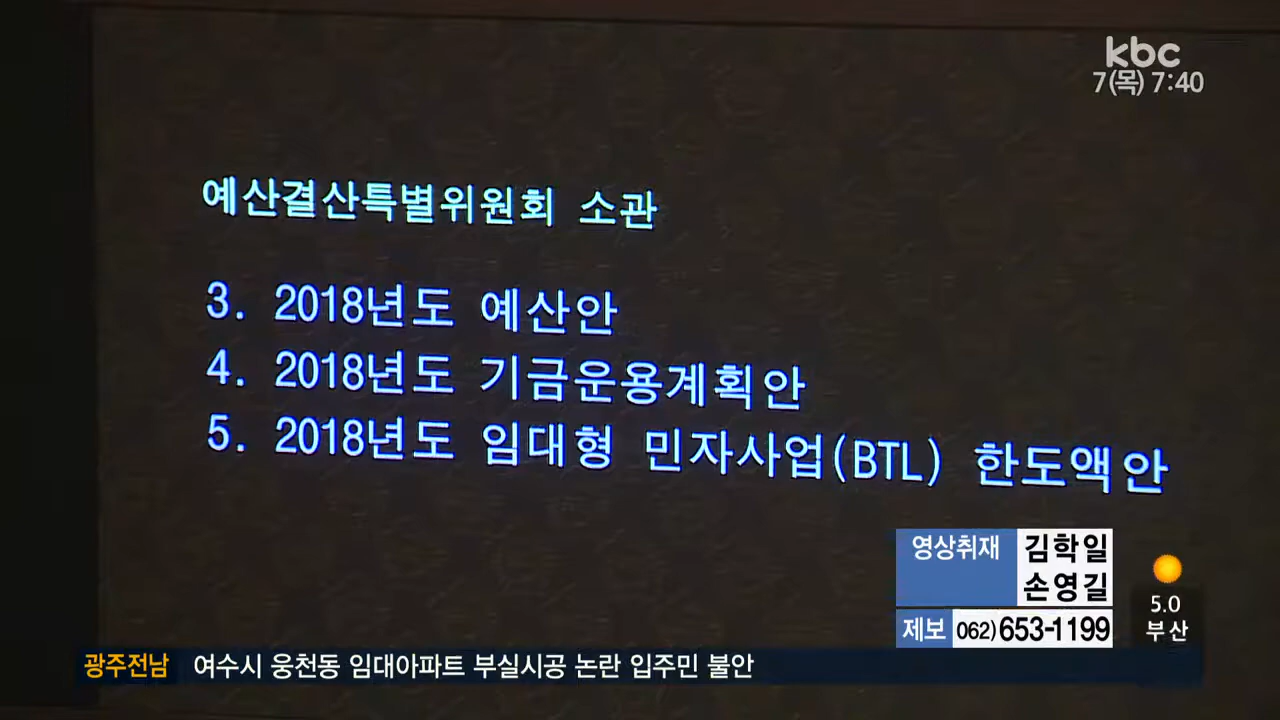 kbc
7(목) 7:40
예산결산특별위원회 소관
3. 2018년도 예산안
4. 2018년도 기금운용계획안
5. 2018년도 임대형 민자사업(BTL) 한도액안
영상취재 김학일
손영길
제보 062)653-1199
5.0
부산
광주전남 여수시 웅천동 임대아파트 부실시공 논란 입주민 불안